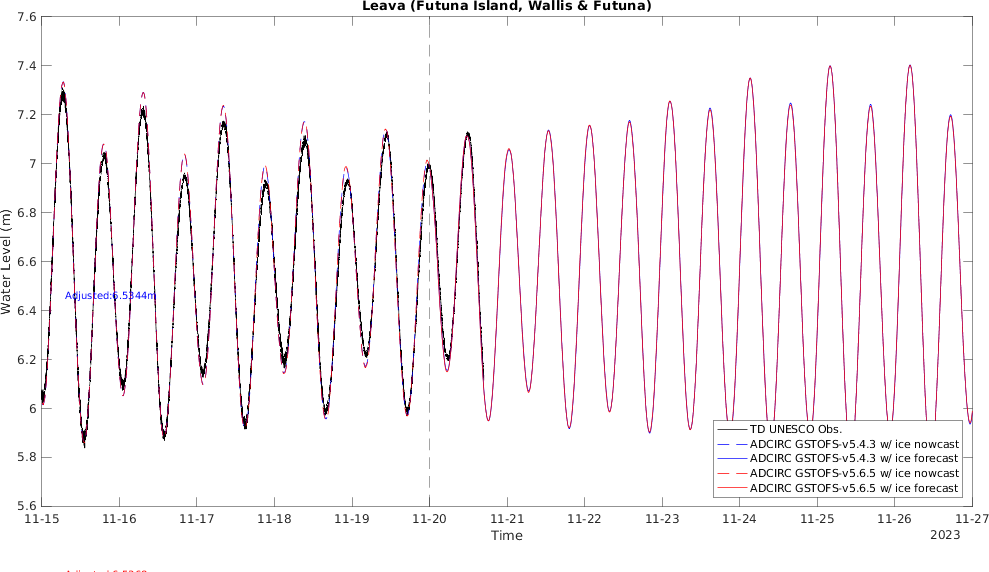 Leava (Futuna Island, Wallis & Futuna)
7.6
7.4
7.2
7
6.8
6.6
6.4
6.2
6
5.8
5.6
Water Level (m)
Adjusted:6.5344m
TD UNESCO Obs.
ADCIRC GSTOFS-v5.4.3 w/ ice nowcast
ADCIRC GSTOFS-v5.4.3 w/ ice forecast
ADCIRC GSTOFS-v5.6.5 w/ ice nowcast
ADCIRC GSTOFS-v5.6.5 w/ ice forecast
11-15 11-16 11-17 11-18 11-19 11-20 11-21 11-22 11-23 11-24 11-25 11-26 11-27
Time
2023